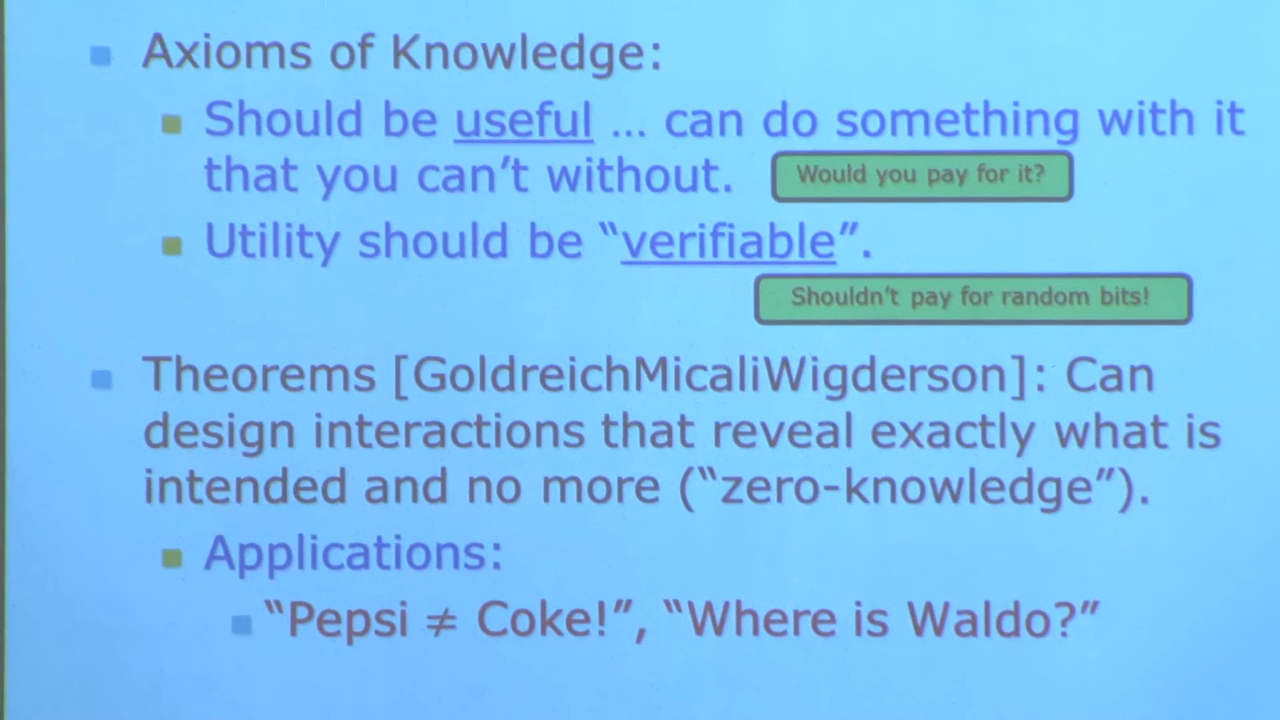 Axioms of Knowledge:
Should be useful ... can do something with it
that you can't without.
Would you pay for it?
Utility should be “verifiable”.
Shouldn't pay for random bits!
Theorems [GoldreichMicaliWigderson]: Can
design interactions that reveal exactly what is
intended and no more (“zero-knowledge”).
Applications:
“Pepsi ≠ Coke!”, “Where is Waldo?”